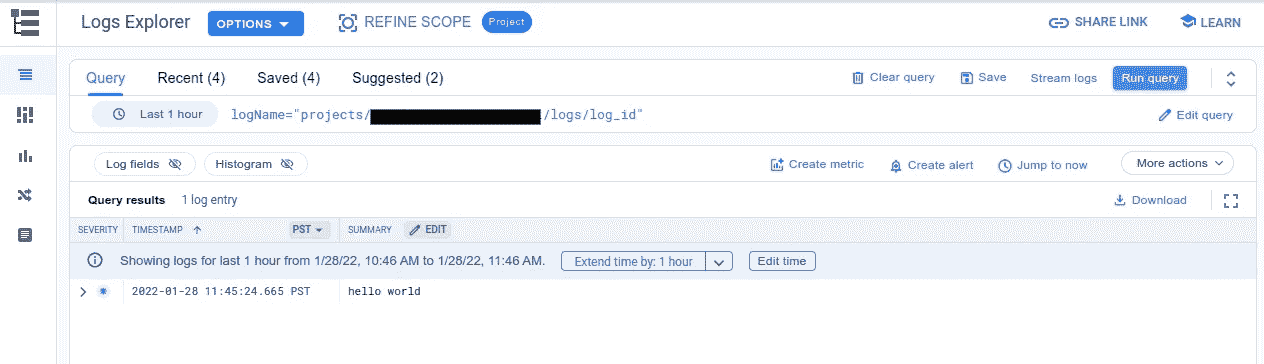 Logs Explorer OPTIONS REFINE SCOPE Project SHARE LINK LEARN
Query Recent (4) Saved (4) Suggested (2) Clear query Save Stream logs Run query
Last 1 hour logName="projects/ /logs/log_id" Edit query
Log fields Histogram Create metric Create alert Jump to now More actions
Query results 1 log entry Download
SEVERITY TIMESTAMP PST SUMMARY EDIT
Showing logs for last 1 hour from 1/28/22, 10:46 AM to 1/28/22, 11:46 AM. Extend time by: 1 hour Edit time
2022-01-28 11:45:24.665 PST hello world